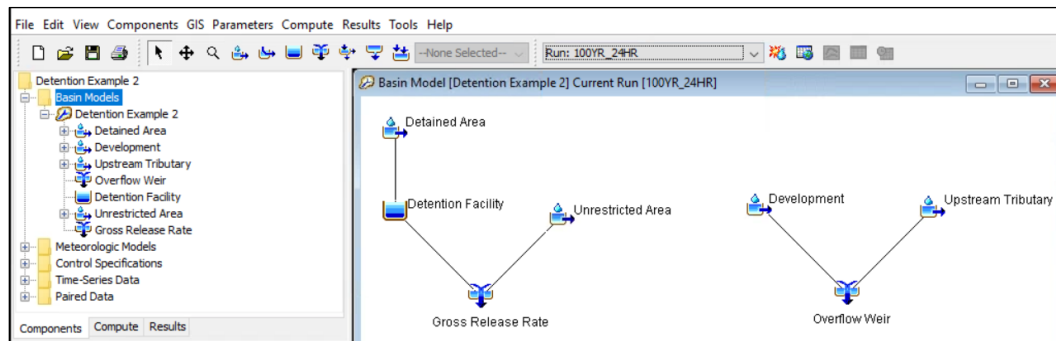 File Edit View Components GIS Parameters Compute Results Tools Help
--None Selected-- Run: 100YR_24HR
Detention Example 2
Basin Models
Detention Example 2
Detained Area
Development
Upstream Tributary
Overflow Weir
Detention Facility
Unrestricted Area
Gross Release Rate
Meteorologic Models
Control Specifications
Time-Series Data
Paired Data
Components Compute Results
Basin Model [Detention Example 2] Current Run [100YR_24HR]
Detained Area
Detention Facility
Unrestricted Area
Development
Upstream Tributary
Gross Release Rate
Overflow Weir